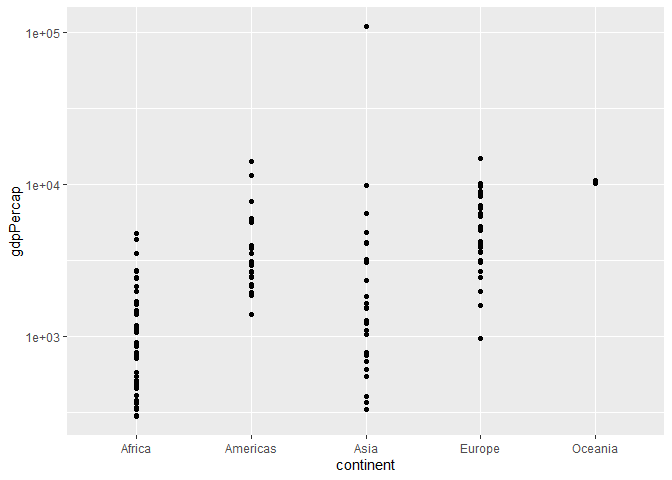 1e+05
1e+04
1e+03
gdpPercap
Africa Americas Asia Europe Oceania
continent